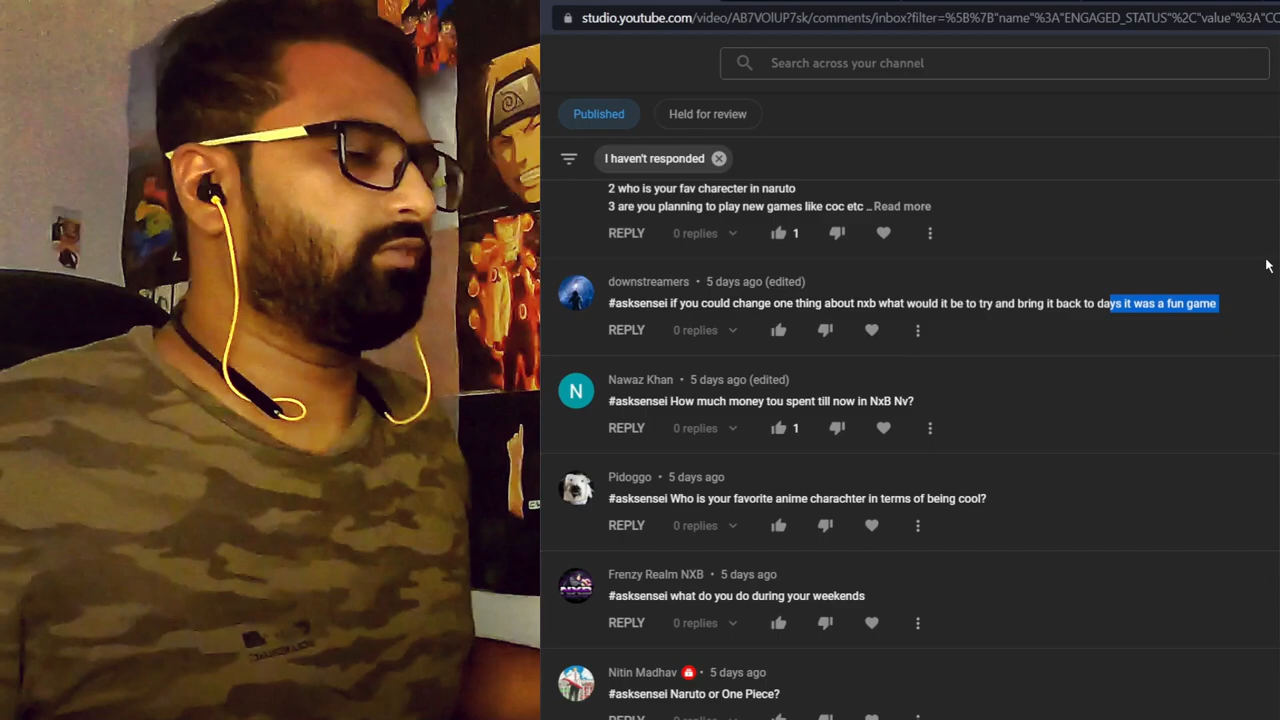 studio.youtube.com/video/AB7VOlUP7sk/comments/inbox?filter=%5B%7B"name"%3A"ENGAGED_STATUS"%2C"value"%3A"CO
Search across your channel
Published
Held for review
I haven't responded
2 who is your fav charecter in naruto
3 are you planning to play new games like coc etc ... Read more
REPLY 0 replies 1
downstreamers • 5 days ago (edited)
#asksensei if you could change one thing about nxb what would it be to try and bring it back to days it was a fun game
REPLY 0 replies
N
Nawaz Khan • 5 days ago (edited)
#asksensei How much money tou spent till now in NxB Nv?
REPLY 0 replies 1
Pidoggo • 5 days ago
#asksensei Who is your favorite anime charachter in terms of being cool?
REPLY 0 replies
NXB
Frenzy Realm NXB • 5 days ago
#asksensei what do you do during your weekends
REPLY 0 replies
Nitin Madhav • 5 days ago
#asksensei Naruto or One Piece?
REPLY 0 replies